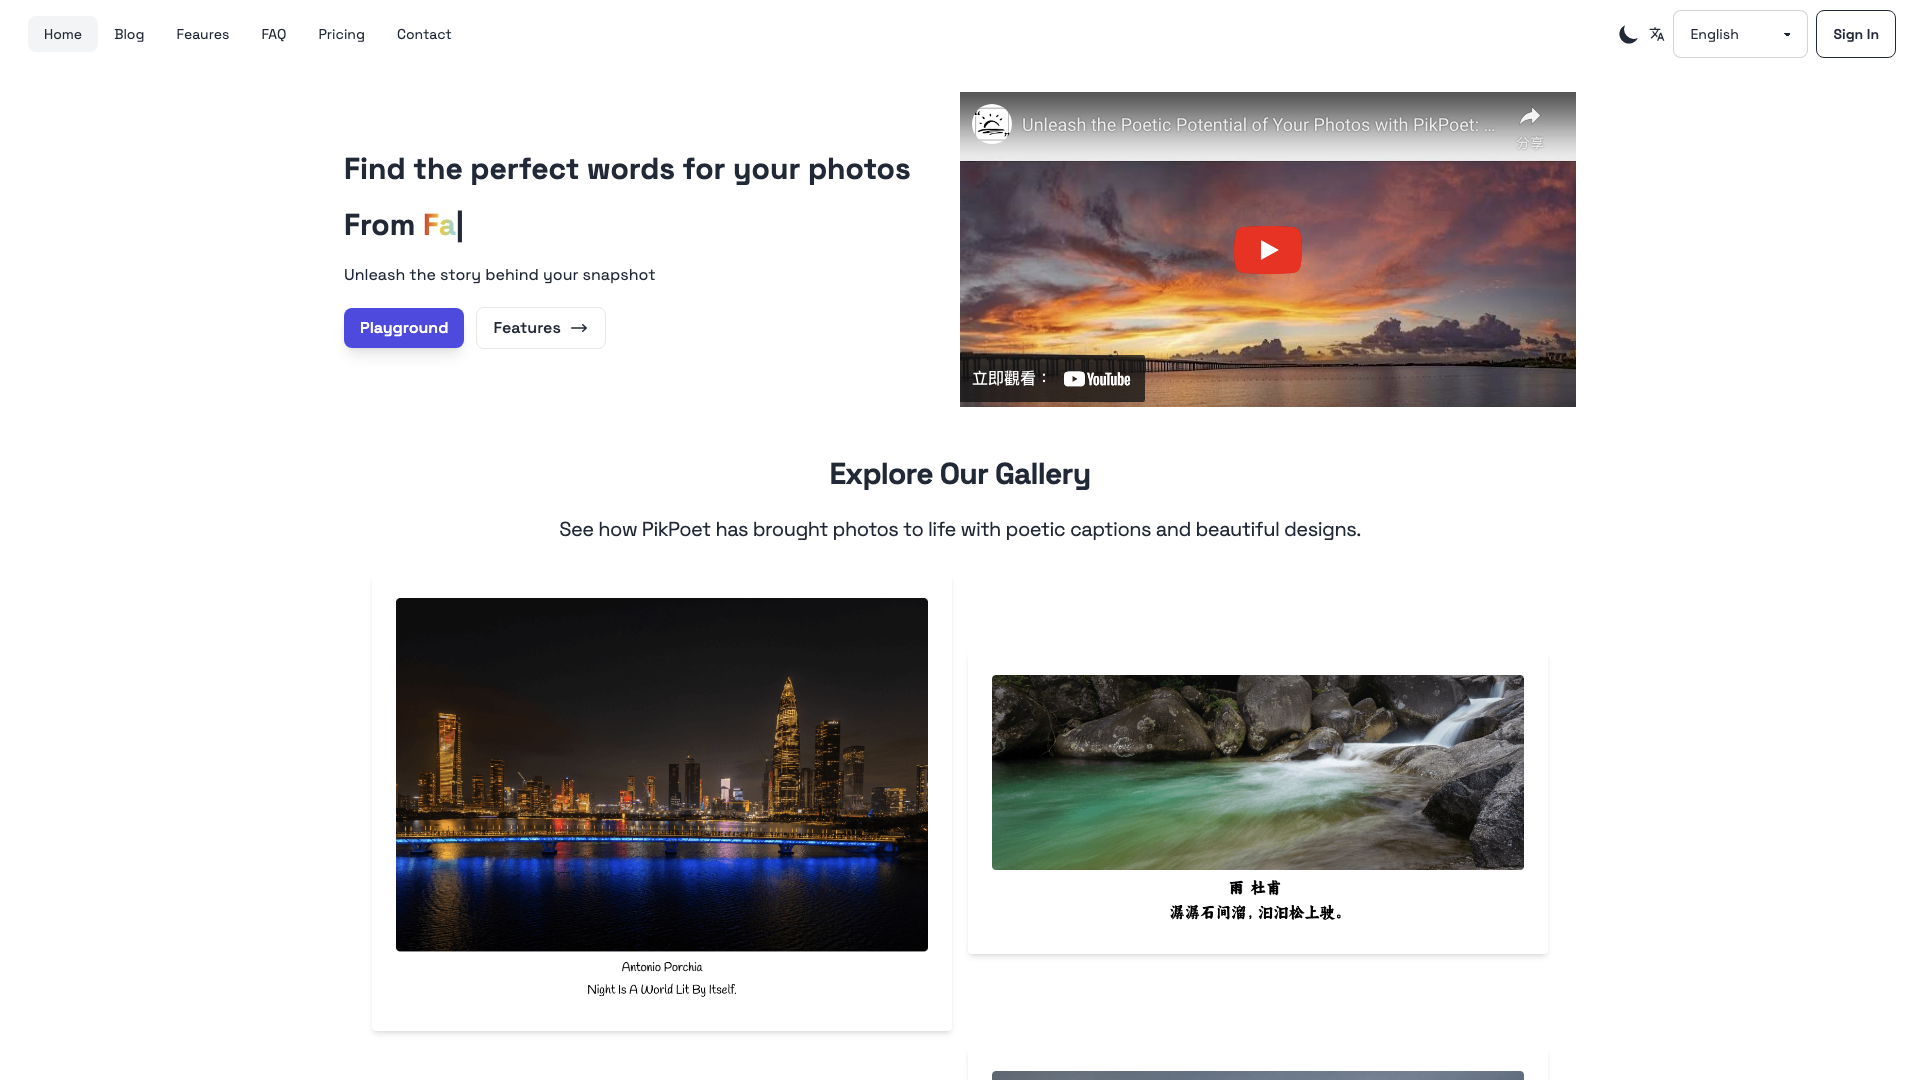 Home
Blog
Feaures
FAQ
Pricing
Contact
English
Sign In
Find the perfect words for your photos
From Fa|
Unleash the story behind your snapshot
Playground
Features →
Unleash the Poetic Potential of Your Photos with PikPoet: ...
分享
立即觀看：
YouTube
Explore Our Gallery
See how PikPoet has brought photos to life with poetic captions and beautiful designs.
Antonio Porchia
Night Is A World Lit By Itself.
雨 杜甫
潺潺石间溜, 汩汩松上驶。